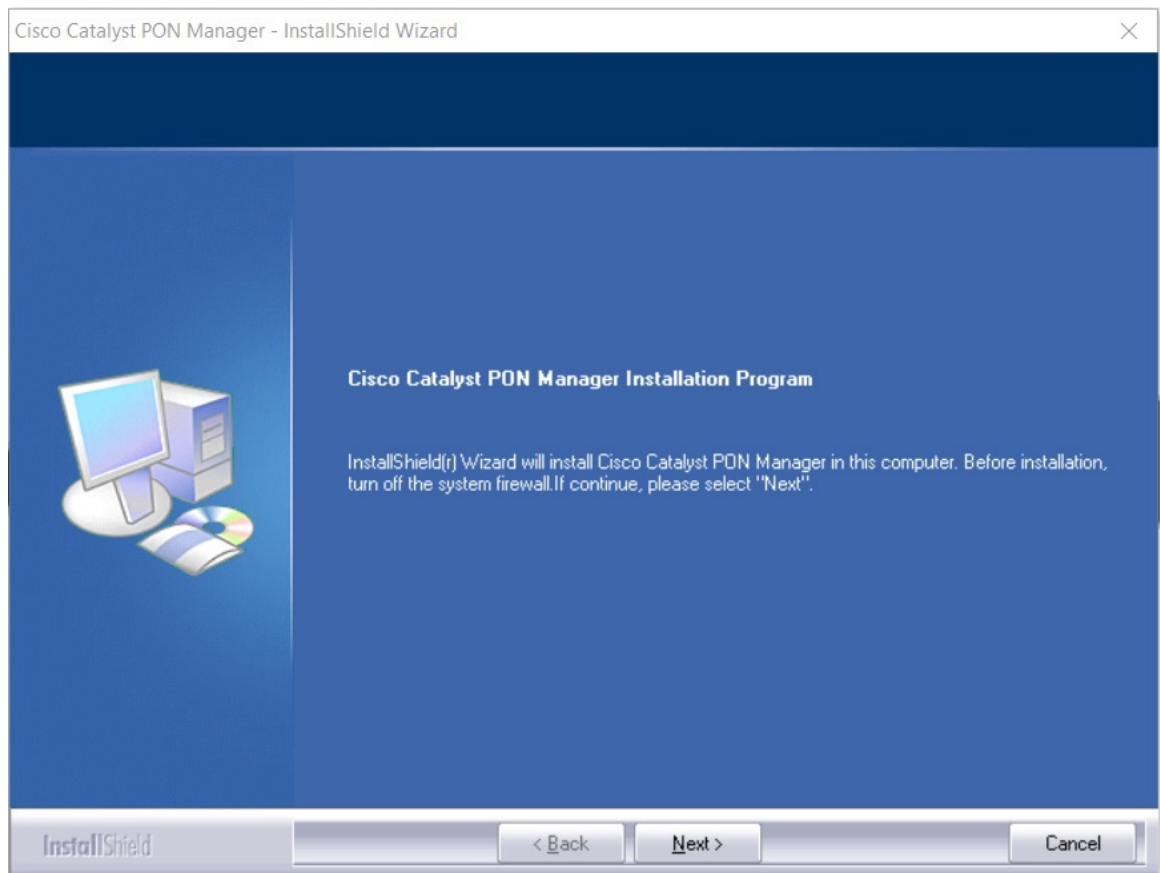 Cisco Catalyst PON Manager - InstallShield Wizard
Cisco Catalyst PON Manager Installation Program
InstallShield(r) Wizard will install Cisco Catalyst PON Manager in this computer. Before installation,
turn off the system firewall.If continue, please select "Next".
InstallShield
< Back
Next >
Cancel